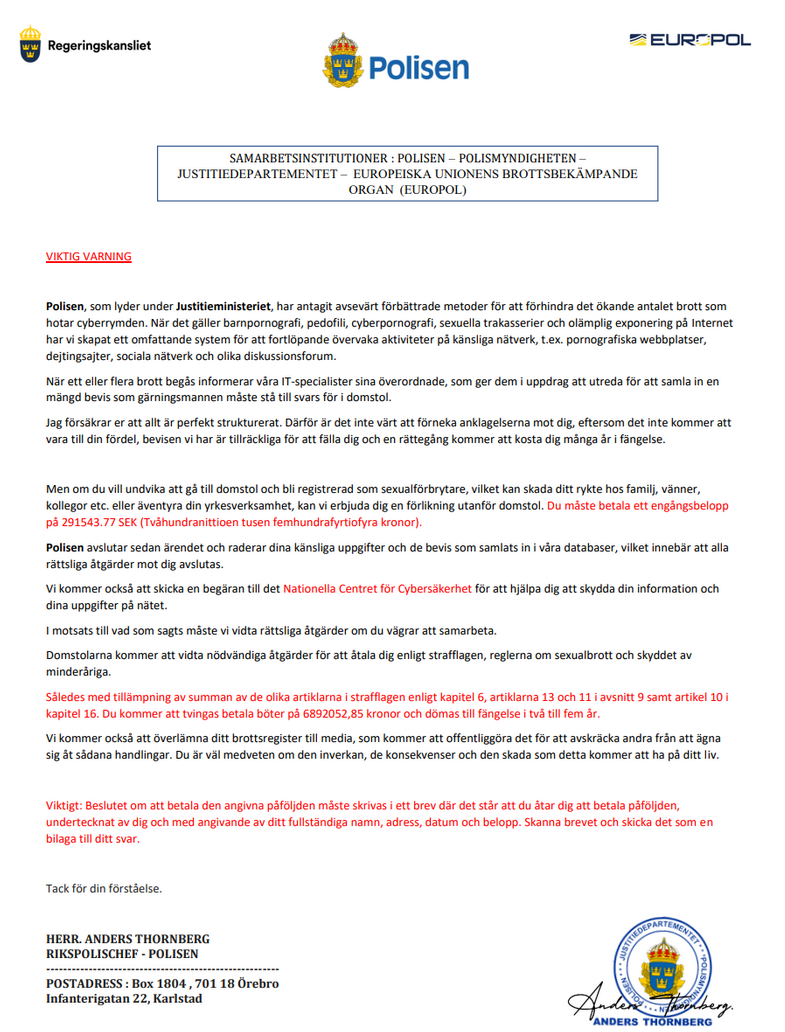 Regeringskansliet
Polisen
EUROPOL
SAMARBETSINSTITUTIONER : POLISEN – POLISMYNDIGHETEN –
JUSTITIEDEPARTEMENTET – EUROPEISKA UNIONENS BROTTSBEKÄMPANDE
ORGAN (EUROPOL)
VIKTIG VARNING
Polisen, som lyder under Justitieministeriet, har antagit avsevärt förbättrade metoder för att förhindra det ökande antalet brott som
hotar cyberrymden. När det gäller barnpornografi, pedofili, cyberpornografi, sexuella trakasserier och olämplig exponering på Internet
har vi skapat ett omfattande system för att fortlöpande övervaka aktiviteter på känsliga nätverk, t.ex. pornografiska webbplatser,
dejtingsajter, sociala nätverk och olika diskussionsforum.
När ett eller flera brott begås informerar våra IT-specialister sina överordnade, som ger dem i uppdrag att utreda för att samla in en
mängd bevis som gärningsmannen måste stå till svars för i domstol.
Jag försäkrar er att allt är perfekt strukturerat. Därför är det inte värt att förneka anklagelserna mot dig, eftersom det inte kommer att
vara till din fördel, bevisen vi har är tillräckliga för att fälla dig och en rättegång kommer att kosta dig många år i fängelse.
Men om du vill undvika att gå till domstol och bli registrerad som sexualförbrytare, vilket kan skada ditt rykte hos familj, vänner,
kollegor etc. eller äventyra din yrkesverksamhet, kan vi erbjuda dig en förlikning utanför domstol. Du måste betala ett engångsbelopp
på 291543.77 SEK (Tvåhundranittioen tusen femhundrafyrtiofyra kronor).
Polisen avslutar sedan ärendet och raderar dina känsliga uppgifter och de bevis som samlats in i våra databaser, vilket innebär att alla
rättsliga åtgärder mot dig avslutas.
Vi kommer också att skicka en begäran till det Nationella Centret för Cybersäkerhet för att hjälpa dig att skydda din information och
dina uppgifter på nätet.
I motsats till vad som sagts måste vi vidta rättsliga åtgärder om du vägrar att samarbeta.
Domstolarna kommer att vidta nödvändiga åtgärder för att åtala dig enligt strafflagen, reglerna om sexualbrott och skyddet av
minderåriga.
Således med tillämpning av summan av de olika artiklarna i strafflagen enligt kapitel 6, artiklarna 13 och 11 i avsnitt 9 samt artikel 10 i
kapitel 16. Du kommer att tvingas betala böter på 6892052,85 kronor och dömas till fängelse i två till fem år.
Vi kommer också att överlämna ditt brottsregister till media, som kommer att offentliggöra det för att avskräcka andra från att ägna
sig åt sådana handlingar. Du är väl medveten om den inverkan, de konsekvenser och den skada som detta kommer att ha på ditt liv.
Viktigt: Beslutet om att betala den angivna påföljden måste skrivas i ett brev där det står att du åtar dig att betala påföljden,
undertecknat av dig och med angivande av ditt fullständiga namn, adress, datum och belopp. Skanna brevet och skicka det som en
bilaga till ditt svar.
Tack för din förståelse.
HERR. ANDERS THORNBERG
RIKSPOLISCHEF - POLISEN
--------------------------------------------------------
POSTADRESS : Box 1804 , 701 18 Örebro
Infanterigatan 22, Karlstad
JUSTITIEDEPARTEMENTET
POLISMYNDIGHETEN
POLISEN
Anders Thornberg.
ANDERS THORNBERG